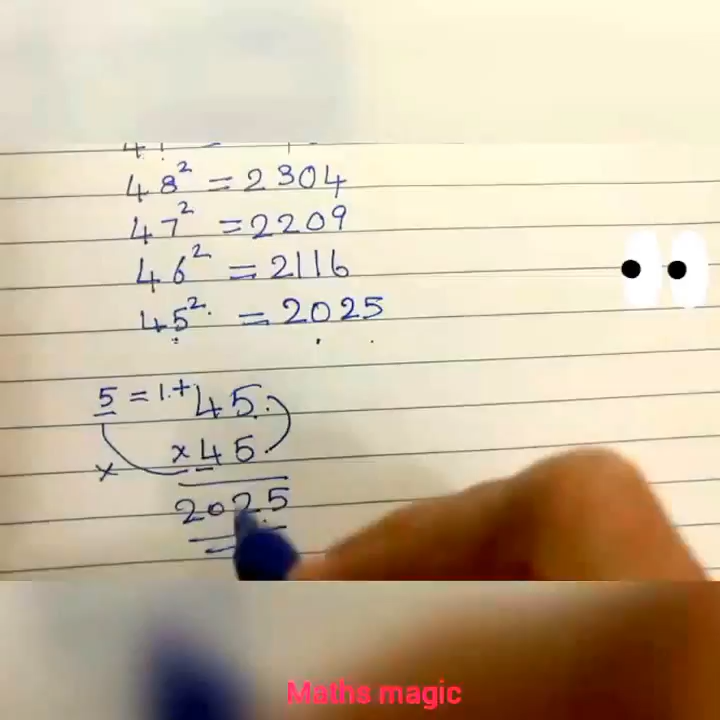 48² = 2304
47² = 2209
46² = 2116
45² = 2025
5 = 1 + 45
× × 45
2025
Maths magic